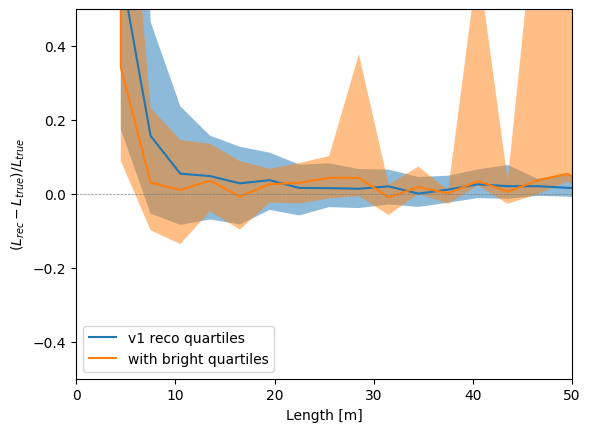 0.4
0.2
0.0
−0.2
−0.4
(L_rec − L_true)/L_true
v1 reco quartiles
with bright quartiles
0 10 20 30 40 50
Length [m]